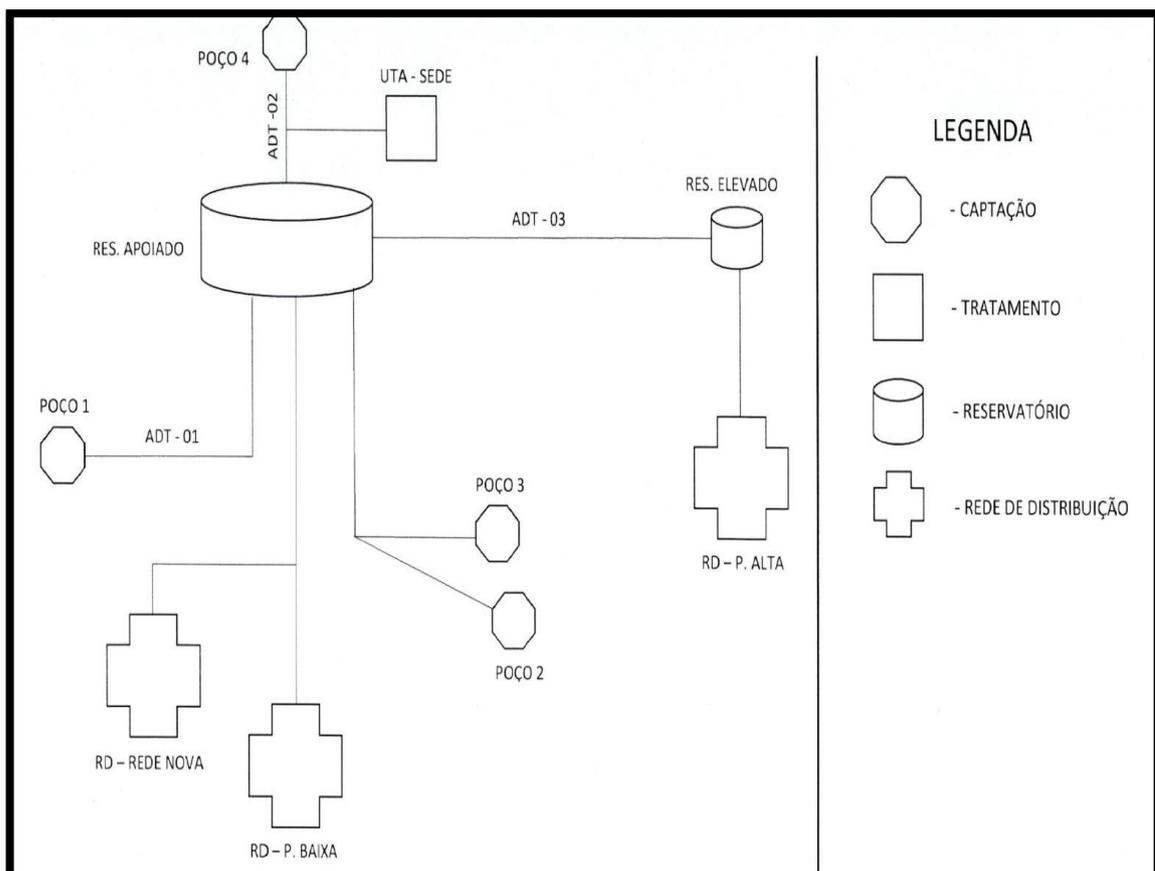 POÇO 4
UTA - SEDE
ADT -02
RES. APOIADO
ADT - 03
RES. ELEVADO
POÇO 1
ADT - 01
POÇO 3
POÇO 2
RD – P. ALTA
RD – REDE NOVA
RD – P. BAIXA
LEGENDA
- CAPTAÇÃO
- TRATAMENTO
- RESERVATÓRIO
- REDE DE DISTRIBUIÇÃO